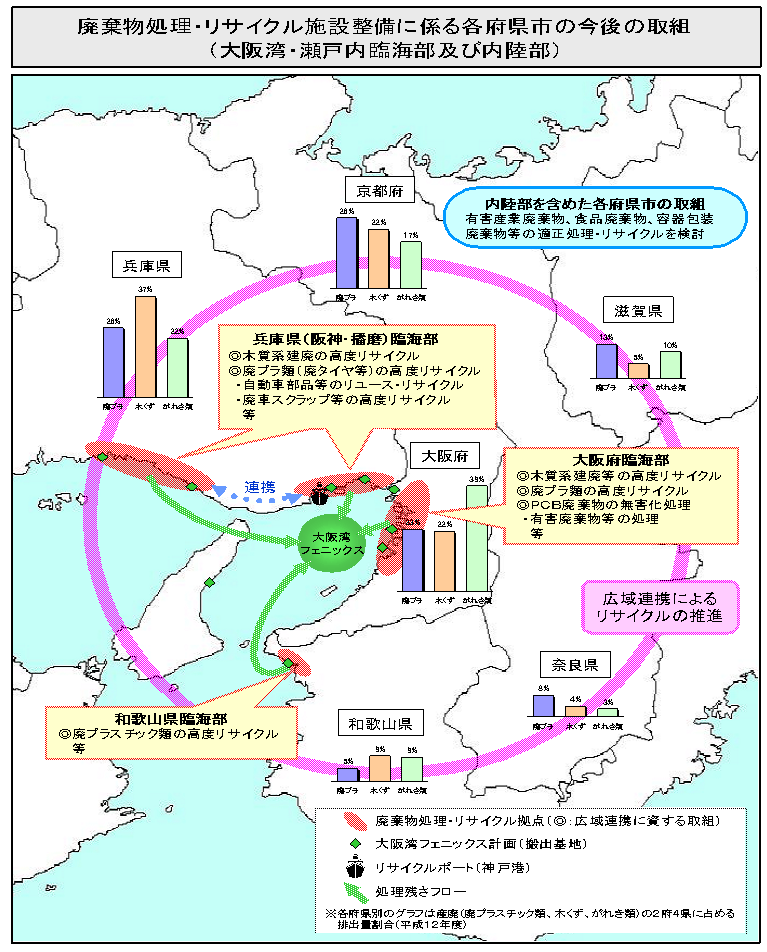 廃棄物処理・リサイクル施設整備に係る各府県市の今後の取組
（大阪湾・瀬戸内臨海部及び内陸部）
京都府
28%
22%
17%
廃プラ
木くず
がれき類
内陸部を含めた各府県市の取組
有害産業廃棄物、食品廃棄物、容器包装
廃棄物等の適正処理・リサイクルを検討
兵庫県
28%
37%
22%
廃プラ
木くず
がれき類
滋賀県
13%
5%
10%
廃プラ
木くず
がれき類
兵庫県（阪神・播磨）臨海部
◎木質系建廃の高度リサイクル
◎廃プラ類（廃タイヤ等）の高度リサイクル
・自動車部品等のリユース・リサイクル
・廃車スクラップ等の高度リサイクル
等
大阪府
38%
22%
廃プラ
木くず
がれき類
大阪府臨海部
◎木質系建廃等の高度リサイクル
◎廃プラ類の高度リサイクル
◎PCB廃棄物の無害化処理
・有害廃棄物等の処理
等
連携
大阪湾
フェニックス
広域連携による
リサイクルの推進
奈良県
8%
4%
3%
廃プラ
木くず
がれき類
和歌山県臨海部
◎廃プラスチック類の高度リサイクル
等
和歌山県
廃プラ
木くず
がれき類
廃棄物処理・リサイクル拠点（◎：広域連携に資する取組）
大阪湾フェニックス計画（搬出基地）
リサイクルポート（神戸港）
処理残さフロー
※各府県別のグラフは産廃（廃プラスチック類、木くず、がれき類）の2府4県に占める
排出量割合（平成12年度）